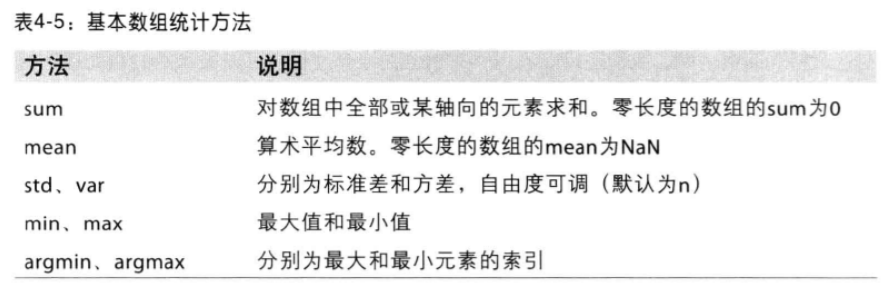 表4-5：基本数组统计方法
方法 说明
sum 对数组中全部或某轴向的元素求和。零长度的数组的sum为0
mean 算术平均数。零长度的数组的mean为NaN
std、var 分别为标准差和方差，自由度可调（默认为n）
min、max 最大值和最小值
argmin、argmax 分别为最大和最小元素的索引